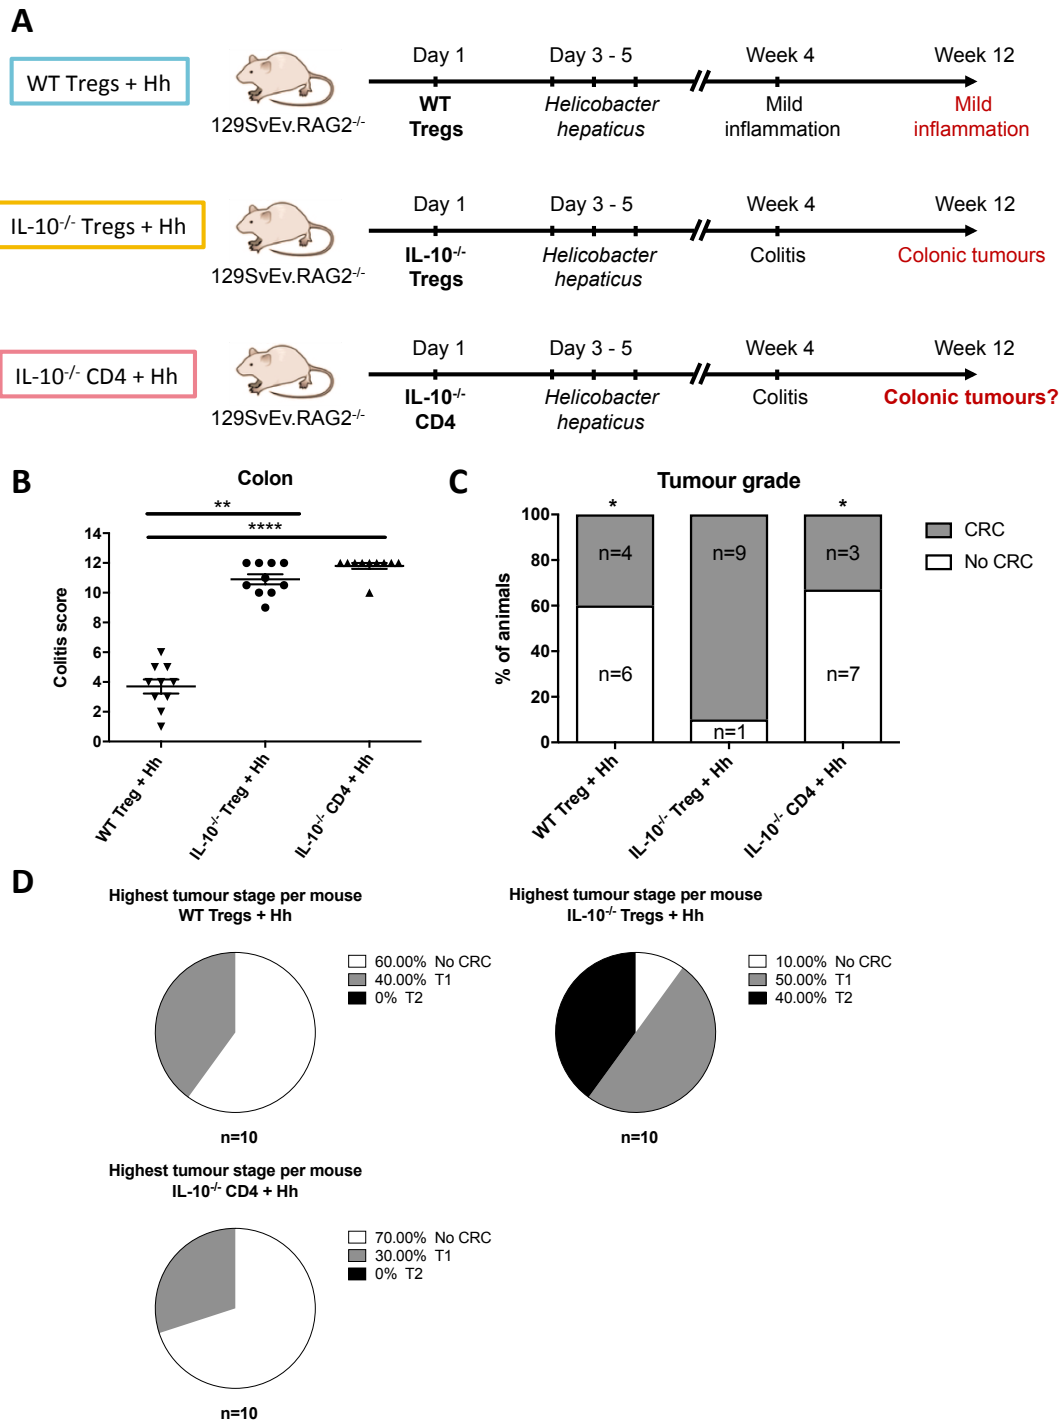 A
WT Tregs + Hh
129SvEv.RAG2-/-
Day 1
Day 3 - 5
Week 4
Week 12
WT
Tregs
Helicobacter
hepaticus
Mild
inflammation
Mild
inflammation
IL-10-/- Tregs + Hh
129SvEv.RAG2-/-
Day 1
Day 3 - 5
Week 4
Week 12
IL-10-/-
Tregs
Helicobacter
hepaticus
Colitis
Colonic tumours
IL-10-/- CD4 + Hh
129SvEv.RAG2-/-
Day 1
Day 3 - 5
Week 4
Week 12
IL-10-/-
CD4
Helicobacter
hepaticus
Colitis
Colonic tumours?
B
Colon
**
****
Colitis score
14
12
10
8
6
4
2
0
WT Treg + Hh
IL-10-/- Treg + Hh
IL-10-/- CD4 + Hh
C
Tumour grade
*
*
% of animals
100
80
60
40
20
0
n=4
n=9
n=3
n=6
n=1
n=7
WT Treg + Hh
IL-10-/- Treg + Hh
IL-10-/- CD4 + Hh
CRC
No CRC
D
Highest tumour stage per mouse
WT Tregs + Hh
60.00% No CRC
40.00% T1
0% T2
n=10
Highest tumour stage per mouse
IL-10-/- Tregs + Hh
10.00% No CRC
50.00% T1
40.00% T2
n=10
Highest tumour stage per mouse
IL-10-/- CD4 + Hh
70.00% No CRC
30.00% T1
0% T2
n=10